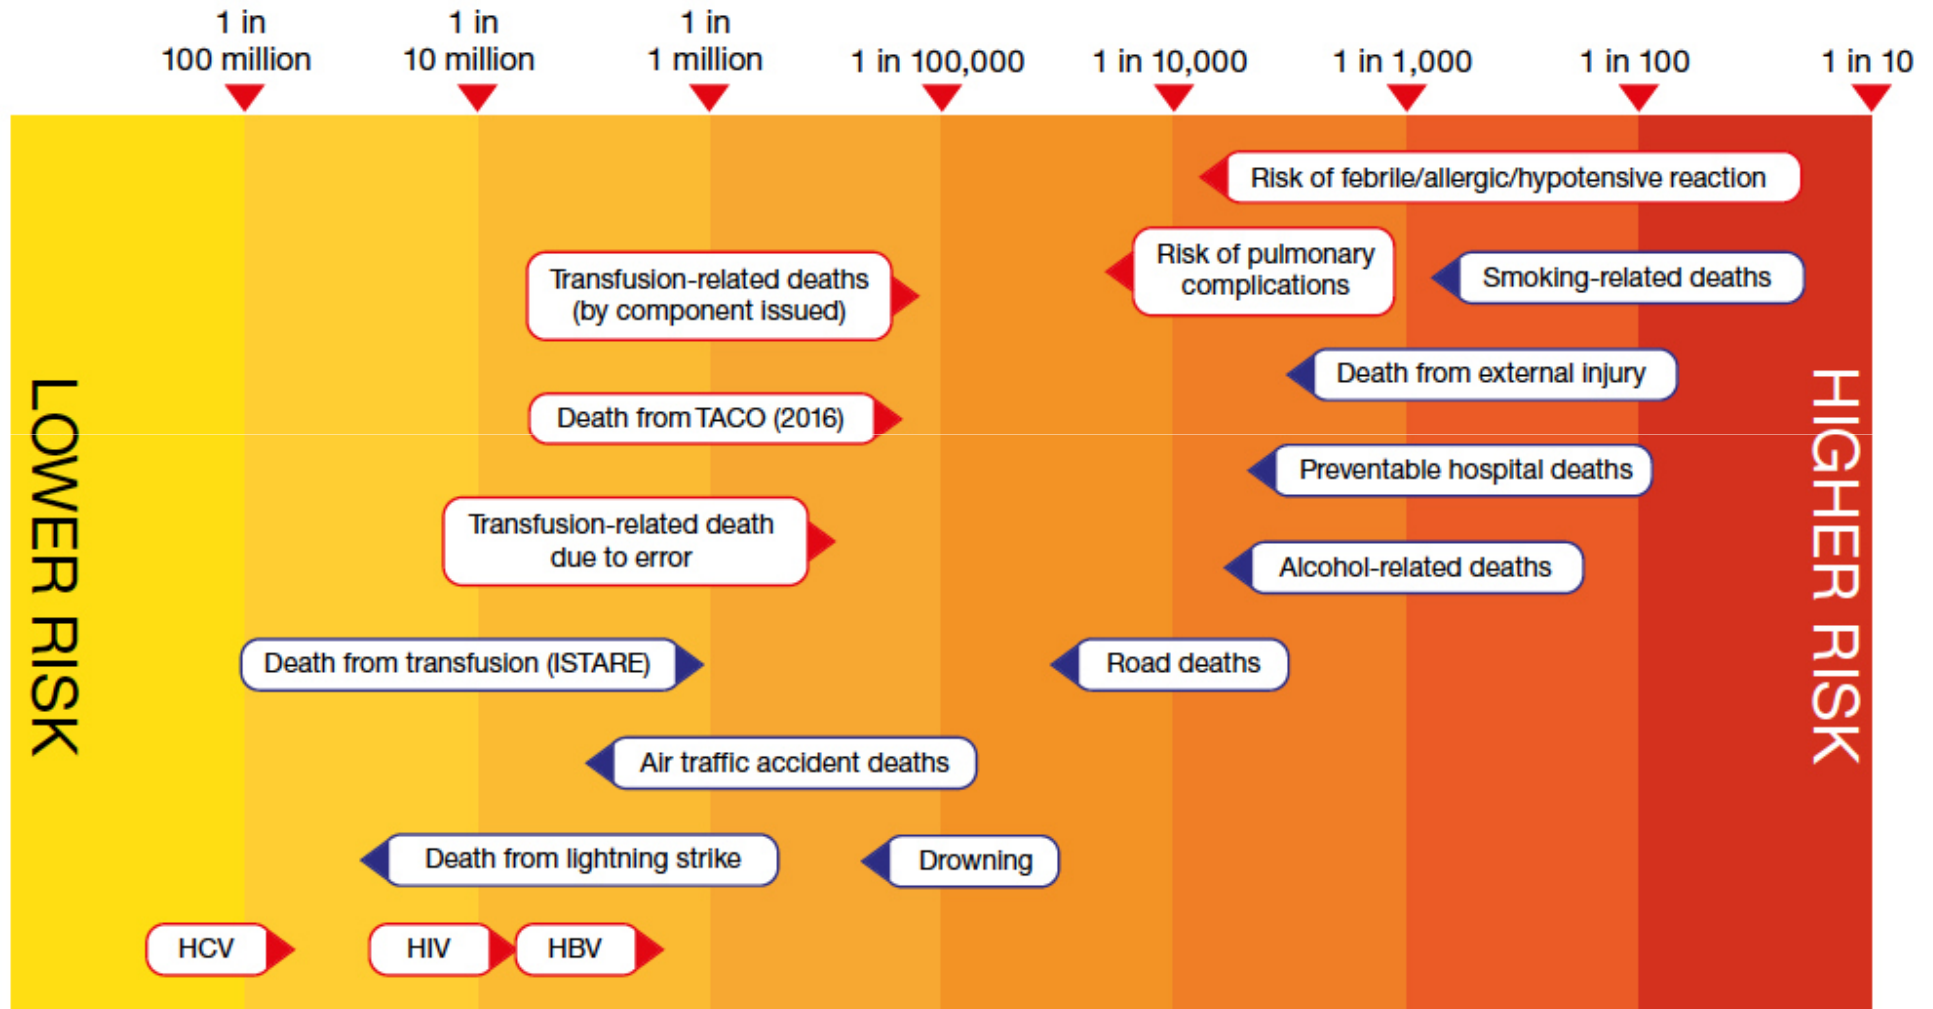 1 in
100 million
1 in
10 million
1 in
1 million
1 in 100,000
1 in 10,000
1 in 1,000
1 in 100
1 in 10
LOWER RISK
HIGHER RISK
Risk of febrile/allergic/hypotensive reaction
Transfusion-related deaths
(by component issued)
Risk of pulmonary
complications
Smoking-related deaths
Death from external injury
Death from TACO (2016)
Preventable hospital deaths
Transfusion-related death
due to error
Alcohol-related deaths
Death from transfusion (ISTARE)
Road deaths
Air traffic accident deaths
Death from lightning strike
Drowning
HCV
HIV
HBV